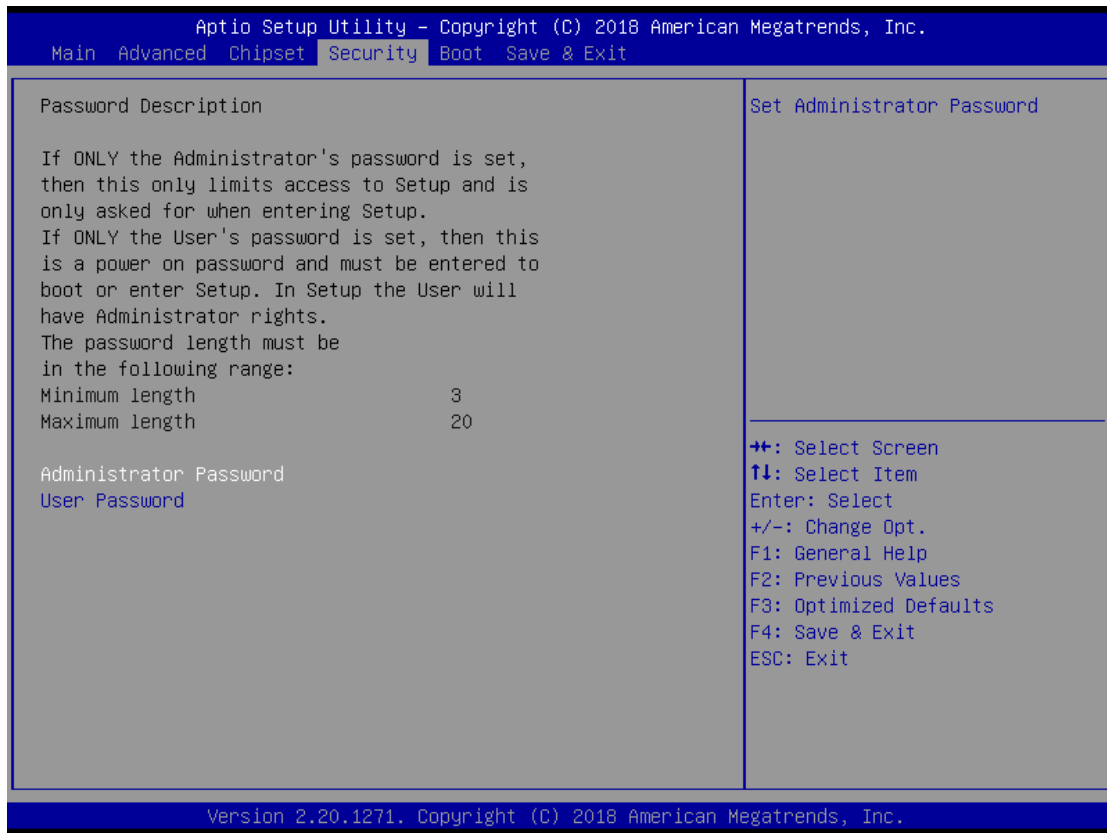 Aptio Setup Utility – Copyright (C) 2018 American Megatrends, Inc.
Main Advanced Chipset Security Boot Save & Exit
Password Description
If ONLY the Administrator's password is set,
then this only limits access to Setup and is
only asked for when entering Setup.
If ONLY the User's password is set, then this
is a power on password and must be entered to
boot or enter Setup. In Setup the User will
have Administrator rights.
The password length must be
in the following range:
Minimum length 3
Maximum length 20
Administrator Password
User Password
Set Administrator Password
→←: Select Screen
↑↓: Select Item
Enter: Select
+/-: Change Opt.
F1: General Help
F2: Previous Values
F3: Optimized Defaults
F4: Save & Exit
ESC: Exit
Version 2.20.1271. Copyright (C) 2018 American Megatrends, Inc.